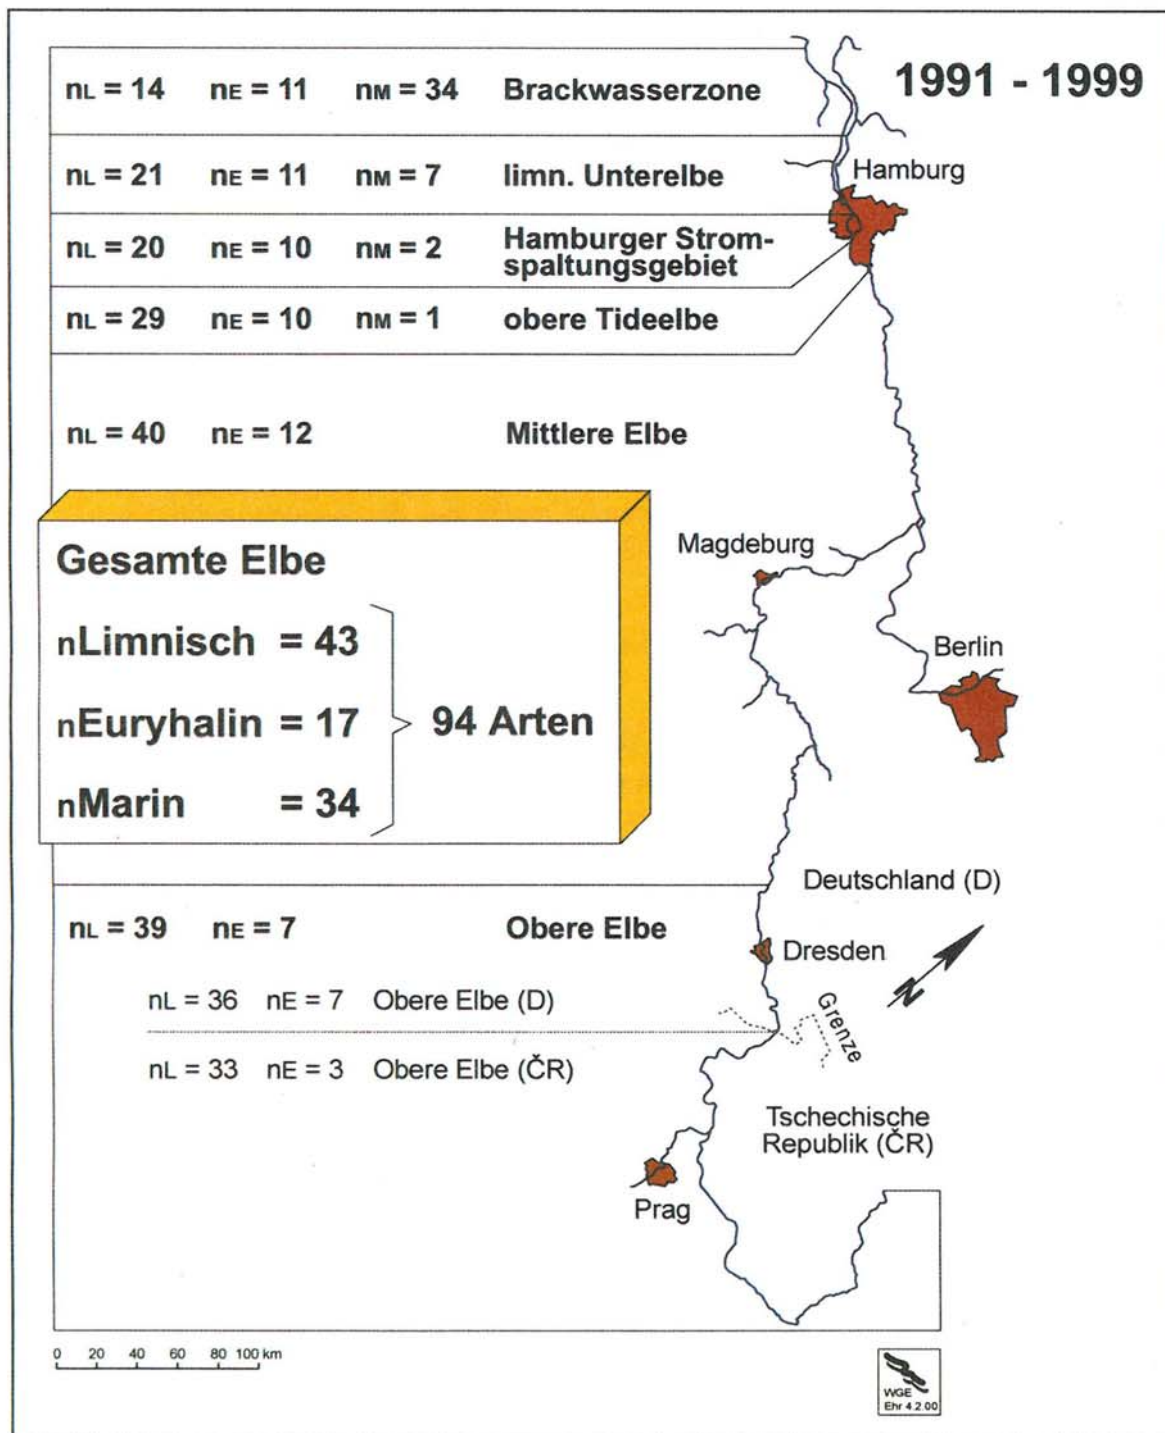 1991 - 1999
nL = 14 nE = 11 nM = 34 Brackwasserzone
nL = 21 nE = 11 nM = 7 limn. Unterelbe
Hamburg
nL = 20 nE = 10 nM = 2 Hamburger Strom-
spaltungsgebiet
nL = 29 nE = 10 nM = 1 obere Tideelbe
nL = 40 nE = 12 Mittlere Elbe
Magdeburg
Berlin
Gesamte Elbe
nLimnisch = 43
nEuryhalin = 17
94 Arten
nMarin = 34
Deutschland (D)
nL = 39 nE = 7 Obere Elbe
Dresden
N
nL = 36 nE = 7 Obere Elbe (D)
Grenze
nL = 33 nE = 3 Obere Elbe (ČR)
Tschechische
Republik (ČR)
Prag
0 20 40 60 80 100 km
WGE
Ehr 4.2.00